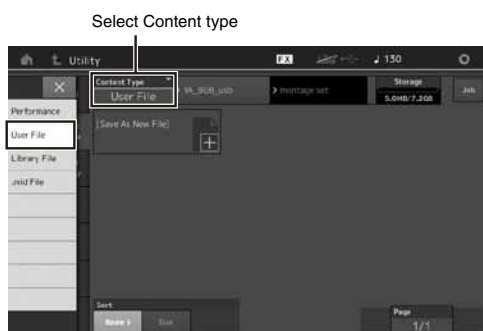 Select Content type
Utility
FX
130
Content Type
User File
montage set
Storage
5.0MB/7.2GB
Job
Performance
User File
Library File
.mid File
[Save As New File]
Sort
Name
Size
Page
1/1